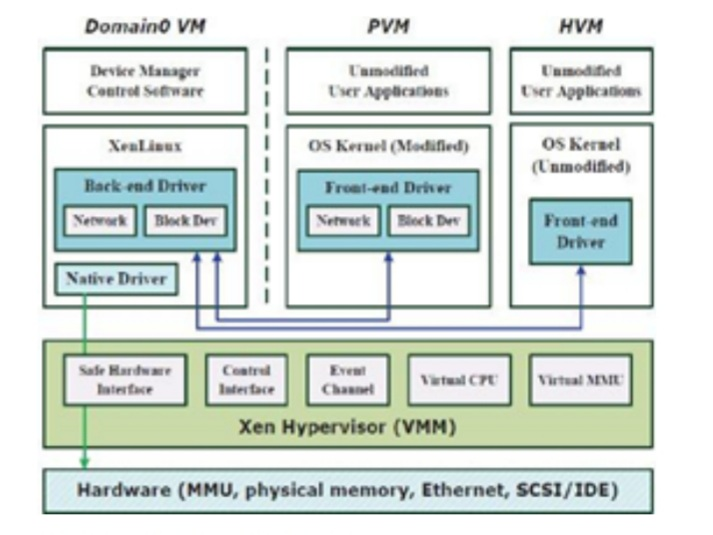 Domain0 VM
PVM
HVM
Device Manager
Control Software
Unmodified
User Applications
Unmodified
User Applications
XenLinux
Back-end Driver
Network
Block Dev
Native Driver
OS Kernel (Modified)
Front-end Driver
Network
Block Dev
OS Kernel
(Unmodified)
Front-end
Driver
Safe Hardware
Interface
Control
Interface
Event
Channel
Virtual CPU
Virtual MMU
Xen Hypervisor (VMM)
Hardware (MMU, physical memory, Ethernet, SCSI/IDE)